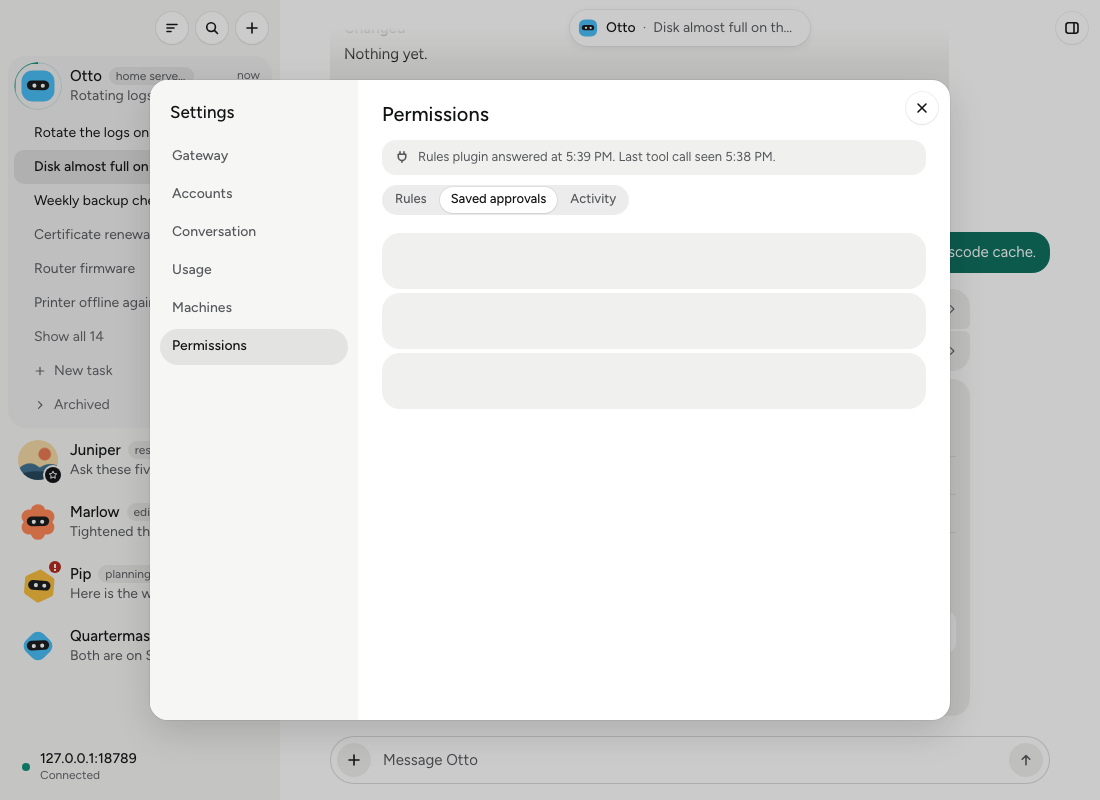 Otto · Disk almost full on th...
Changed
Nothing yet.
Otto home serve... now
Rotating logs
Rotate the logs on
Disk almost full on
Weekly backup che
Certificate renewa
Router firmware
Printer offline again
Show all 14
New task
Archived
Juniper res
Ask these fiv
Marlow edi
Tightened th
Pip planning
Here is the w
Quartermas
Both are on S
127.0.0.1:18789
Connected
Settings
Gateway
Accounts
Conversation
Usage
Machines
Permissions
Permissions
Rules plugin answered at 5:39 PM. Last tool call seen 5:38 PM.
Rules
Saved approvals
Activity
scode cache.
Message Otto